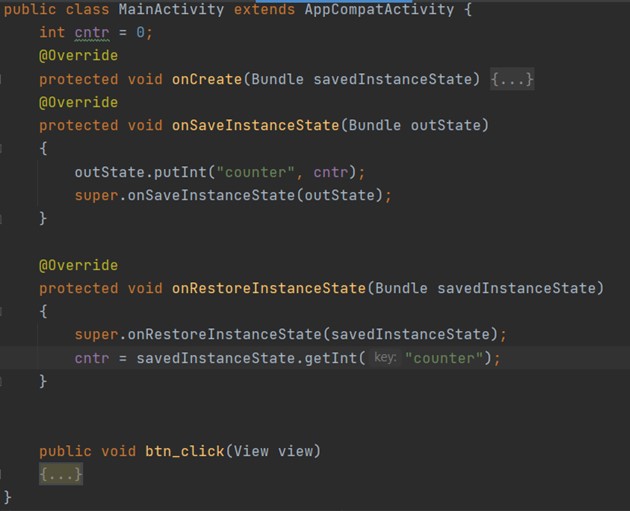 public class MainActivity extends AppCompatActivity {
int cntr = 0;
@Override
protected void onCreate(Bundle savedInstanceState) {...}
@Override
protected void onSaveInstanceState(Bundle outState)
{
outState.putInt("counter", cntr);
super.onSaveInstanceState(outState);
}
@Override
protected void onRestoreInstanceState(Bundle savedInstanceState)
{
super.onRestoreInstanceState(savedInstanceState);
cntr = savedInstanceState.getInt( key: "counter");
}
public void btn_click(View view)
{...}
}